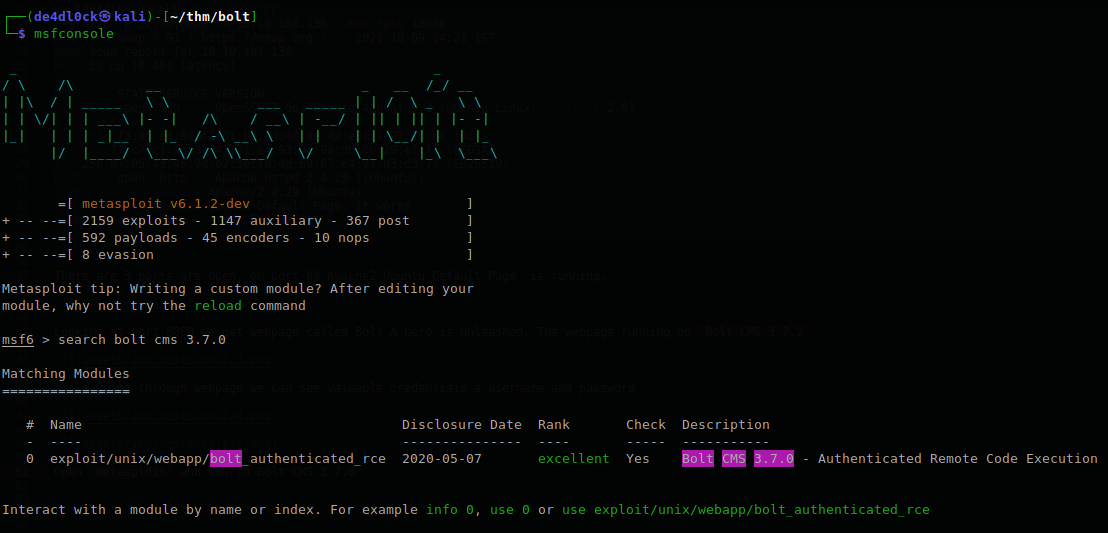 ┌──(de4dl0ck㉿kali)-[~/thm/bolt]
└─$ msfconsole
=[ metasploit v6.1.2-dev ]
+ -- --=[ 2159 exploits - 1147 auxiliary - 367 post ]
+ -- --=[ 592 payloads - 45 encoders - 10 nops ]
+ -- --=[ 8 evasion ]
Metasploit tip: Writing a custom module? After editing your
module, why not try the reload command
msf6 > search bolt cms 3.7.0
Matching Modules
================
# Name Disclosure Date Rank Check Description
- ---- --------------- ---- ----- -----------
0 exploit/unix/webapp/bolt_authenticated_rce 2020-05-07 excellent Yes Bolt CMS 3.7.0 - Authenticated Remote Code Execution
Interact with a module by name or index. For example info 0, use 0 or use exploit/unix/webapp/bolt_authenticated_rce